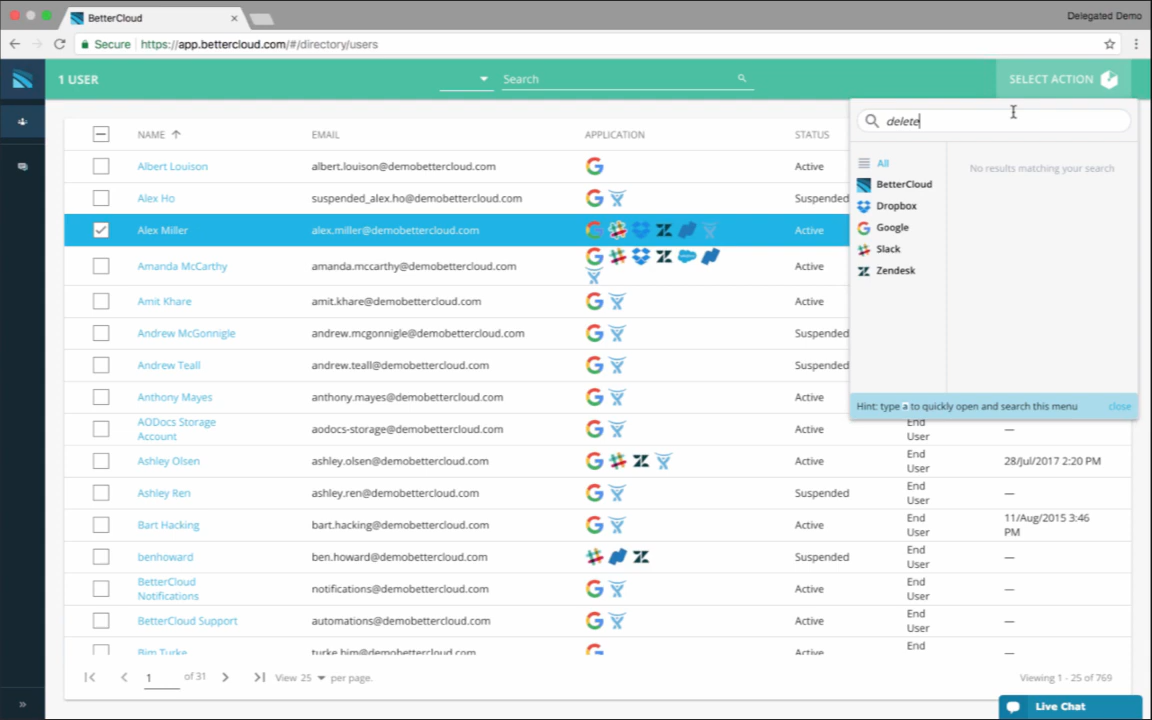 BetterCloud
Delegated Demo
Secure https://app.bettercloud.com/#/directory/users
1 USER
Search
SELECT ACTION
delete
All
BetterCloud
Dropbox
Google
Slack
Zendesk
No results matching your search
Hint: type a to quickly open and search this menu close
NAME EMAIL APPLICATION STATUS
Albert Louison albert.louison@demobettercloud.com Active
Alex Ho suspended_alex.ho@demobettercloud.com Suspended
Alex Miller alex.miller@demobettercloud.com Active
Amanda McCarthy amanda.mccarthy@demobettercloud.com Active
Amit Khare amit.khare@demobettercloud.com Active
Andrew McGonnigle andrew.mcgonnigle@demobettercloud.com Suspended
Andrew Teall andrew.teall@demobettercloud.com Suspended
Anthony Mayes anthony.mayes@demobettercloud.com Active
AODocs Storage
Account
aodocs-storage@demobettercloud.com Active
End
User
—
Ashley Olsen ashley.olsen@demobettercloud.com Active
End
User
28/Jul/2017 2:20 PM
Ashley Ren ashley.ren@demobettercloud.com Suspended
End
User
—
Bart Hacking bart.hacking@demobettercloud.com Active
End
User
11/Aug/2015 3:46
PM
benhoward ben.howard@demobettercloud.com Suspended
End
User
—
BetterCloud
Notifications
notifications@demobettercloud.com Active
End
User
—
BetterCloud Support automations@demobettercloud.com Active
End
User
—
Bim Turke turke.bim@demobettercloud.com Active
End
—
1 of 31 View 25 per page.
Viewing 1 - 25 of 769
Live Chat